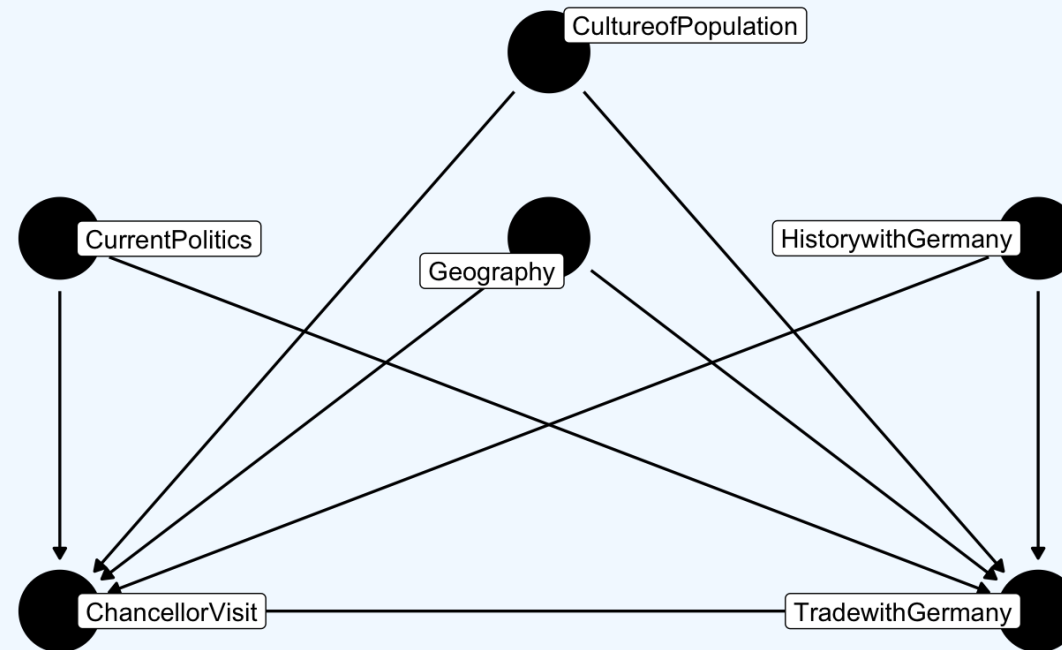 CultureofPopulation
CurrentPolitics
HistorywithGermany
Geography
ChancellorVisit
TradewithGermany